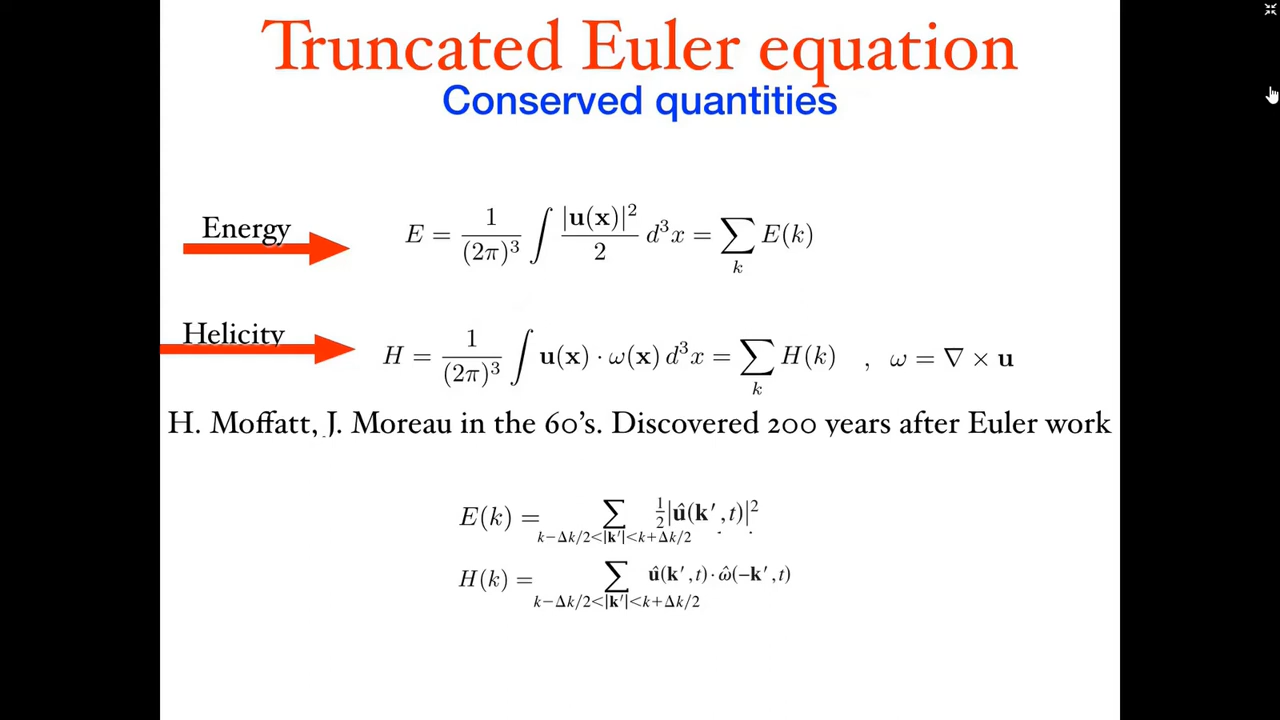 Truncated Euler equation
Conserved quantities
Energy
E = \frac{1}{(2\pi)^3} \int \frac{|\mathbf{u}(\mathbf{x})|^2}{2} d^3x = \sum_k E(k)
Helicity
H = \frac{1}{(2\pi)^3} \int \mathbf{u}(\mathbf{x}) \cdot \omega(\mathbf{x}) d^3x = \sum_k H(k) , \omega = \nabla \times \mathbf{u}
H. Moffatt, J. Moreau in the 60's. Discovered 200 years after Euler work
E(k) = \sum_{k-\Delta k/2<|\mathbf{k}'|<k+\Delta k/2} \frac{1}{2}|\hat{\mathbf{u}}(\mathbf{k}',t)|^2
H(k) = \sum_{k-\Delta k/2<|\mathbf{k}'|<k+\Delta k/2} \hat{\mathbf{u}}(\mathbf{k}',t) \cdot \hat{\omega}(-\mathbf{k}',t)